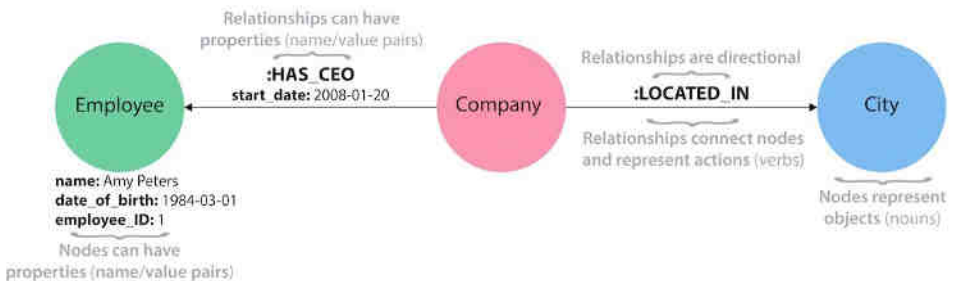 Relationships can have
properties (name/value pairs)
:HAS_CEO
start_date: 2008-01-20
Employee
Company
Relationships are directional
:LOCATED_IN
City
Relationships connect nodes
and represent actions (verbs)
name: Amy Peters
date_of_birth: 1984-03-01
employee_ID: 1
Nodes can have
properties (name/value pairs)
Nodes represent
objects (nouns)